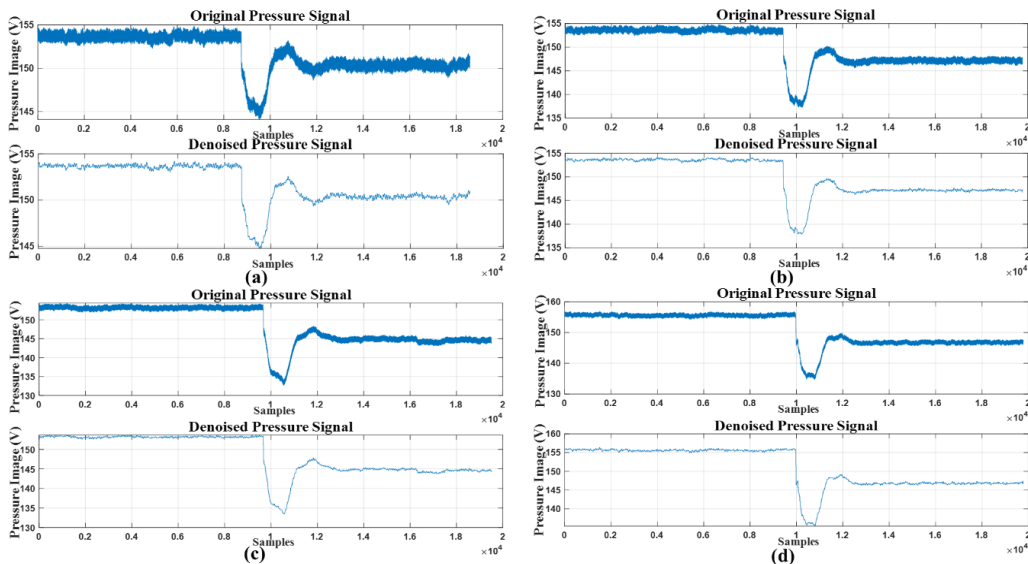 Original Pressure Signal
Pressure Image (V)
155
150
145
0 0.2 0.4 0.6 0.8 1 1.2 1.4 1.6 1.8 2
Samples
×10⁴
Denoised Pressure Signal
Pressure Image (V)
155
150
145
0 0.2 0.4 0.6 0.8 1 1.2 1.4 1.6 1.8 2
Samples
×10⁴
(a)
Original Pressure Signal
Pressure Image (V)
155
150
145
140
135
0 0.2 0.4 0.6 0.8 1 1.2 1.4 1.6 1.8 2
Samples
×10⁴
Denoised Pressure Signal
Pressure Image (V)
155
150
145
140
135
0 0.2 0.4 0.6 0.8 1 1.2 1.4 1.6 1.8 2
Samples
×10⁴
(b)
Original Pressure Signal
Pressure Image (V)
150
145
140
135
130
0 0.2 0.4 0.6 0.8 1 1.2 1.4 1.6 1.8 2
Samples
×10⁴
Denoised Pressure Signal
Pressure Image (V)
150
145
140
135
130
0 0.2 0.4 0.6 0.8 1 1.2 1.4 1.6 1.8 2
Samples
×10⁴
(c)
Original Pressure Signal
Pressure Image (V)
160
155
150
140
0 0.2 0.4 0.6 0.8 1 1.2 1.4 1.6 1.8 2
Samples
×10⁴
Denoised Pressure Signal
Pressure Image (V)
160
155
150
140
0 0.2 0.4 0.6 0.8 1 1.2 1.4 1.6 1.8 2
Samples
×10⁴
(d)